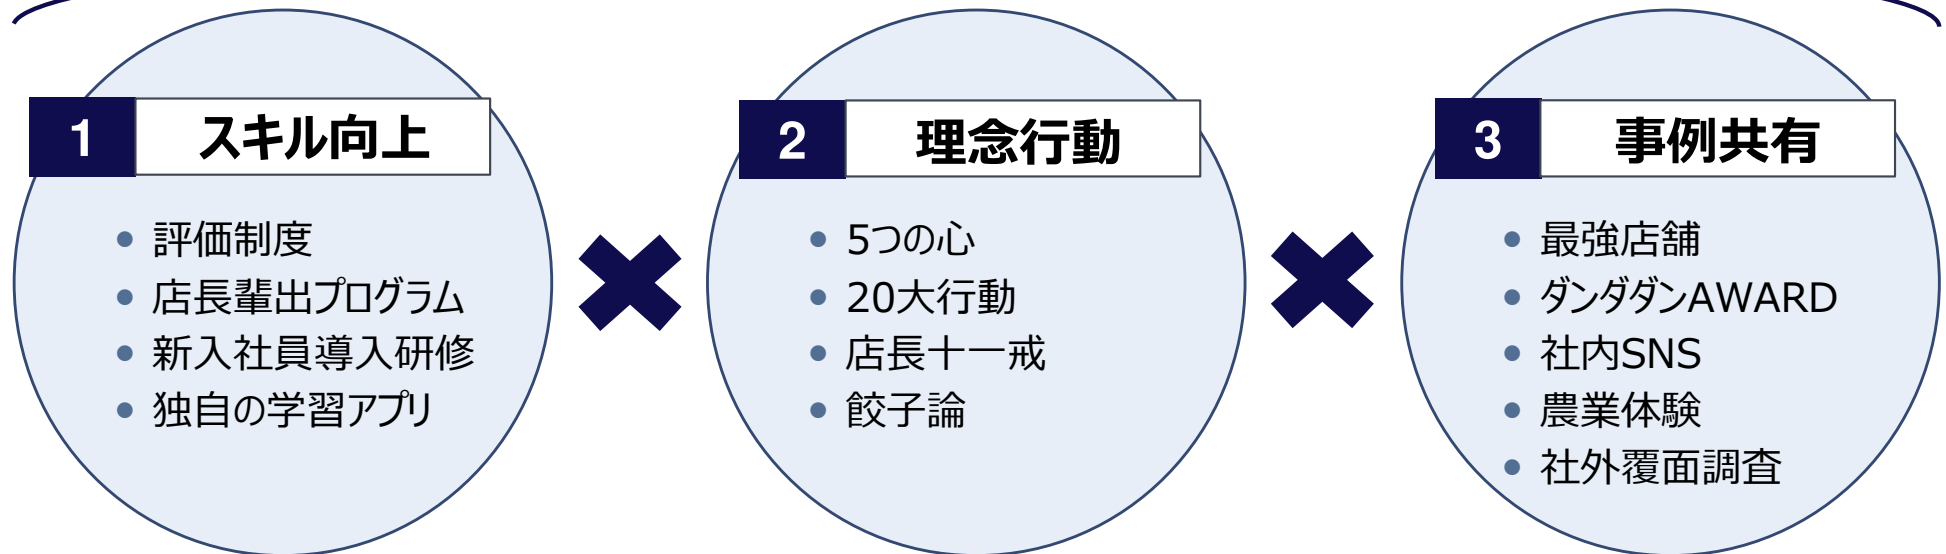 1 スキル向上
• 評価制度
• 店長輩出プログラム
• 新入社員導入研修
• 独自の学習アプリ
2 理念行動
• 5つの心
• 20大行動
• 店長十一戒
• 餃子論
3 事例共有
• 最強店舗
• ダンダダンAWARD
• 社内SNS
• 農業体験
• 社外覆面調査